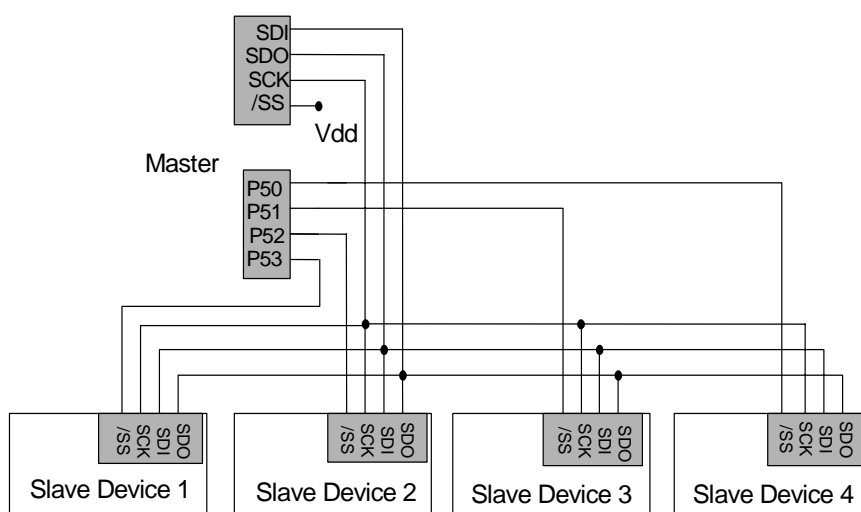 SDI
SDO
SCK
/SS
Vdd
Master
P50
P51
P52
P53
/SS
SCK
SDI
SDO
Slave Device 1
/SS
SCK
SDI
SDO
Slave Device 2
/SS
SCK
SDI
SDO
Slave Device 3
/SS
SCK
SDI
SDO
Slave Device 4